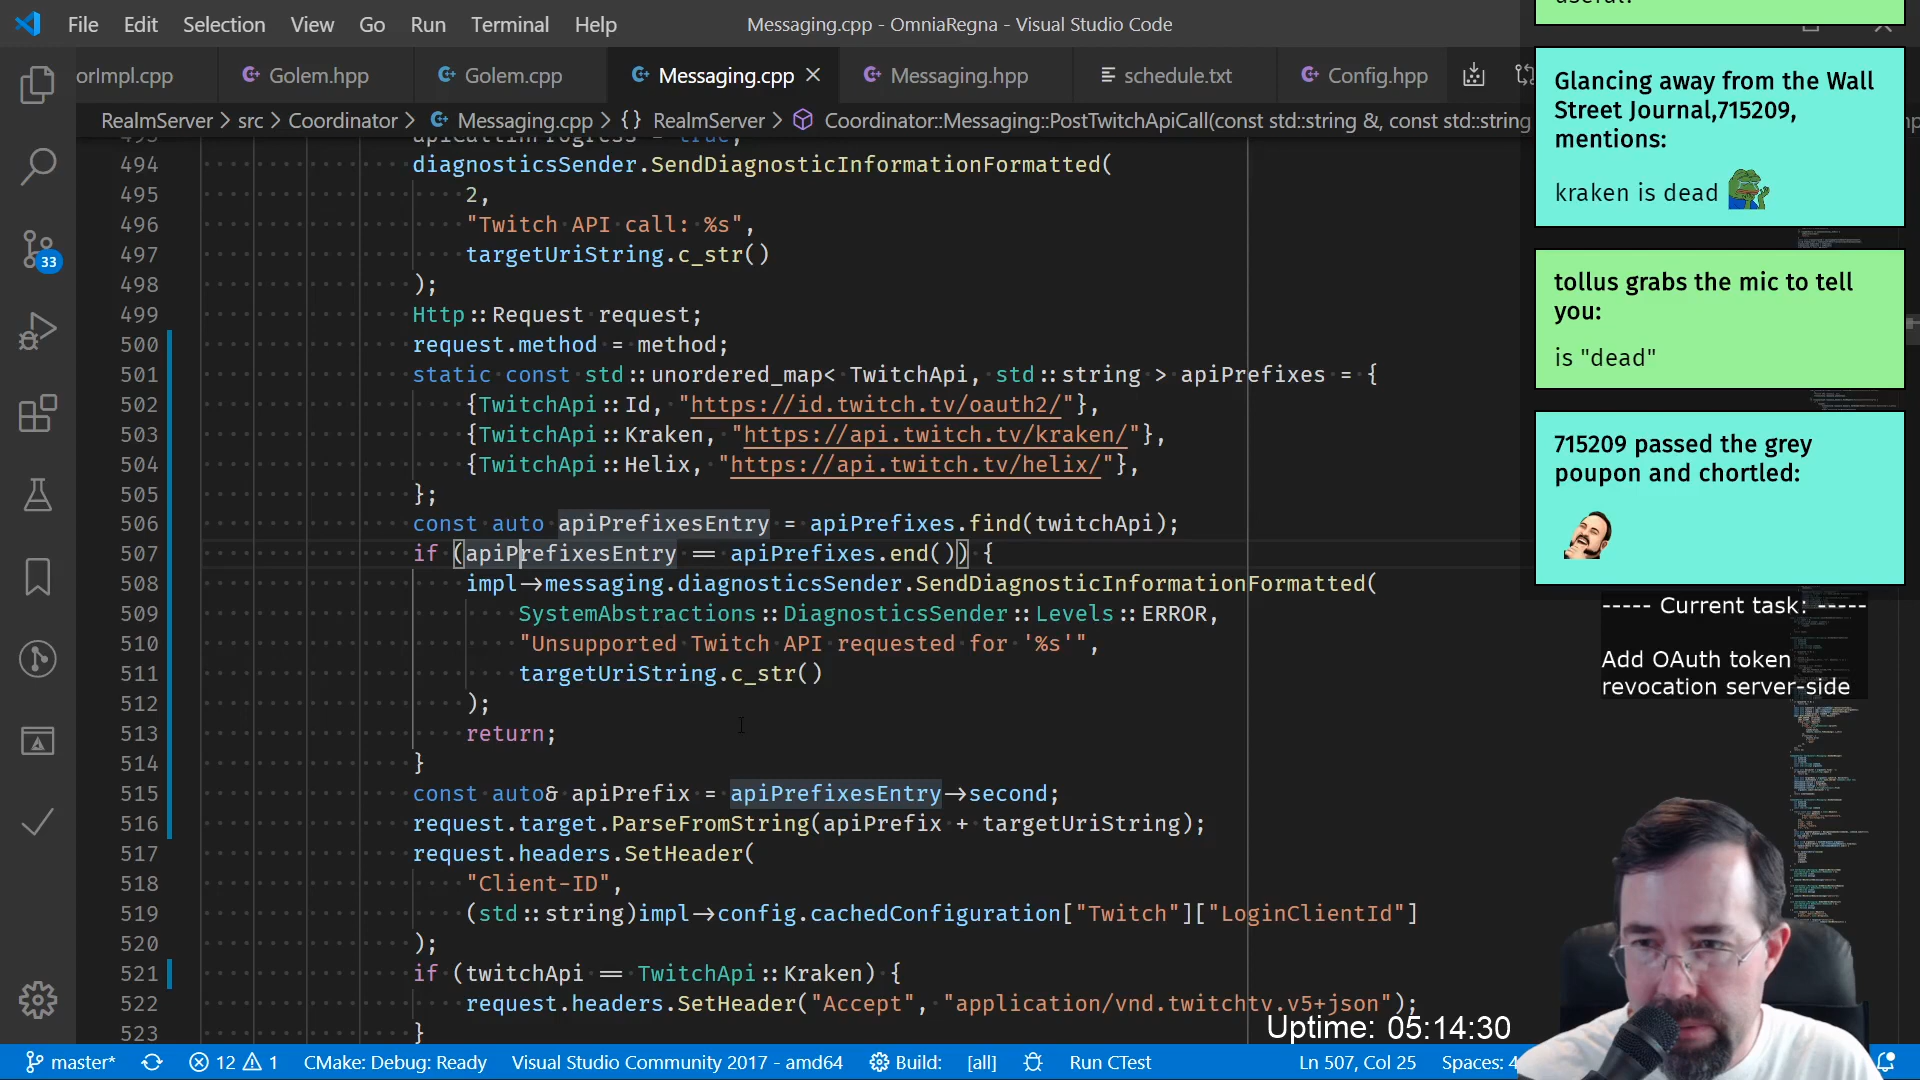 File Edit Selection View Go Run Terminal Help
Messaging.cpp - OmniaRegna - Visual Studio Code
orImpl.cpp Golem.hpp Golem.cpp Messaging.cpp Messaging.hpp schedule.txt Config.hpp
RealmServer > src > Coordinator > Messaging.cpp > {} RealmServer > Coordinator::Messaging::PostTwitchApiCall(const std::string &, const std::string
493 apiCallInProgress = true;
494 diagnosticsSender.SendDiagnosticInformationFormatted(
495 2,
496 "Twitch API call: %s",
497 targetUriString.c_str()
498 );
499 Http::Request request;
500 request.method = method;
501 static const std::unordered_map< TwitchApi, std::string > apiPrefixes = {
502 {TwitchApi::Id, "https://id.twitch.tv/oauth2/"},
503 {TwitchApi::Kraken, "https://api.twitch.tv/kraken/"},
504 {TwitchApi::Helix, "https://api.twitch.tv/helix/"},
505 };
506 const auto apiPrefixesEntry = apiPrefixes.find(twitchApi);
507 if (apiPrefixesEntry == apiPrefixes.end()) {
508 impl->messaging.diagnosticsSender.SendDiagnosticInformationFormatted(
509 SystemAbstractions::DiagnosticsSender::Levels::ERROR,
510 "Unsupported Twitch API requested for '%s'",
511 targetUriString.c_str()
512 );
513 return;
514 }
515 const auto& apiPrefix = apiPrefixesEntry->second;
516 request.target.ParseFromString(apiPrefix + targetUriString);
517 request.headers.SetHeader(
518 "Client-ID",
519 (std::string)impl->config.cachedConfiguration["Twitch"]["LoginClientId"]
520 );
521 if (twitchApi == TwitchApi::Kraken) {
522 request.headers.SetHeader("Accept", "application/vnd.twitchtv.v5+json");
523 }
33
useful.
Glancing away from the Wall
Street Journal,715209,
mentions:
kraken is dead
tollus grabs the mic to tell
you:
is "dead"
715209 passed the grey
poupon and chortled:
----- Current task: -----
Add OAuth token
revocation server-side
Uptime: 05:14:30
master* 12 1 CMake: Debug: Ready Visual Studio Community 2017 - amd64 Build: [all] Run CTest Ln 507, Col 25 Spaces: 4